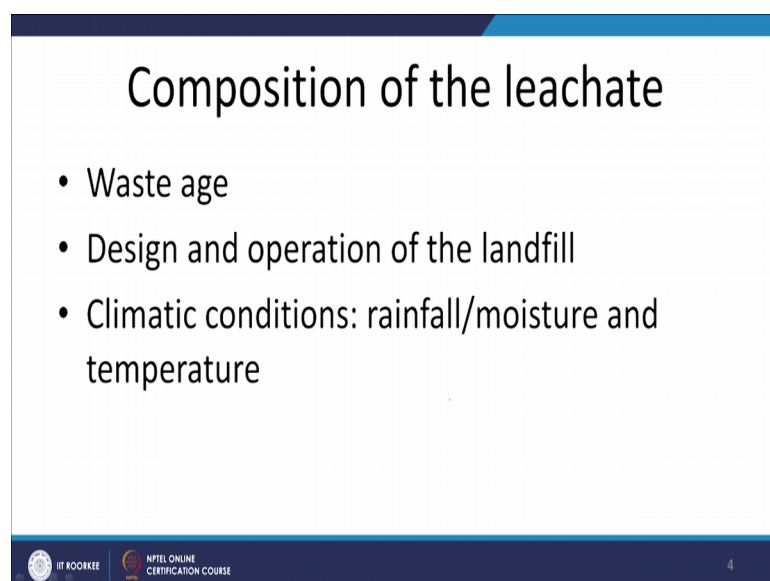 Composition of the leachate
• Waste age
• Design and operation of the landfill
• Climatic conditions: rainfall/moisture and
temperature
IIT ROORKEE
NPTEL ONLINE
CERTIFICATION COURSE
4